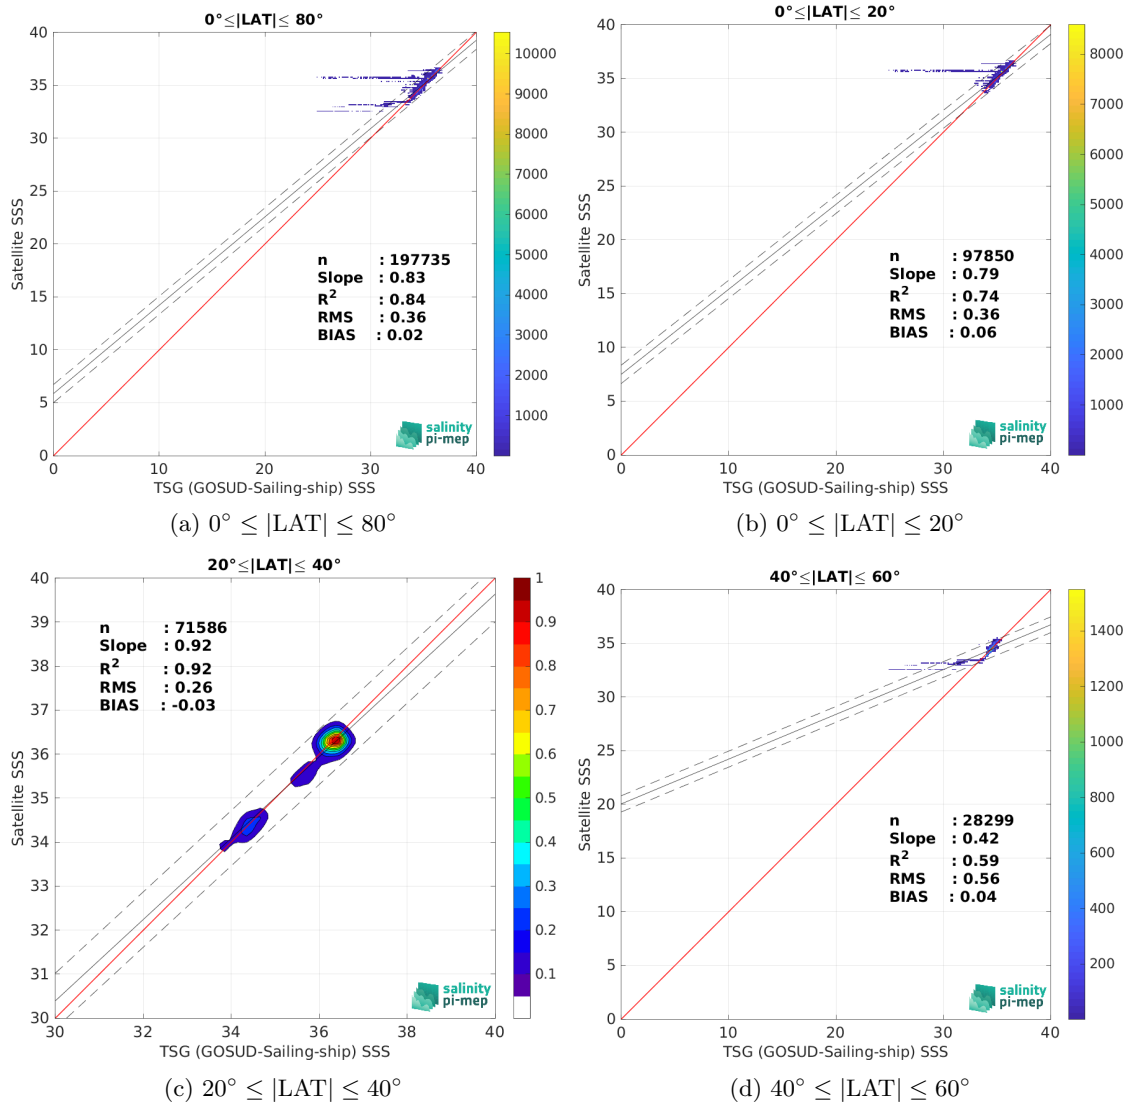 0°≤|LAT|≤ 80°
40
35
30
25
20
15
10
5
0
Satellite SSS
n : 197735
Slope : 0.83
R2 : 0.84
RMS : 0.36
BIAS : 0.02
salinity
pi-mep
0 10 20 30 40
TSG (GOSUD-Sailing-ship) SSS
10000
9000
8000
7000
6000
5000
4000
3000
2000
1000
(a) 0° ≤ |LAT| ≤ 80°
0°≤|LAT|≤ 20°
40
35
30
25
20
15
10
5
0
Satellite SSS
n : 97850
Slope : 0.79
R2 : 0.74
RMS : 0.36
BIAS : 0.06
salinity
pi-mep
0 10 20 30 40
TSG (GOSUD-Sailing-ship) SSS
8000
7000
6000
5000
4000
3000
2000
1000
(b) 0° ≤ |LAT| ≤ 20°
20°≤|LAT|≤ 40°
40
39
38
37
36
35
34
33
32
31
30
Satellite SSS
n : 71586
Slope : 0.92
R2 : 0.92
RMS : 0.26
BIAS : -0.03
salinity
pi-mep
30 32 34 36 38 40
TSG (GOSUD-Sailing-ship) SSS
1
0.9
0.8
0.7
0.6
0.5
0.4
0.3
0.2
0.1
(c) 20° ≤ |LAT| ≤ 40°
40°≤|LAT|≤ 60°
40
35
30
25
20
15
10
5
0
Satellite SSS
n : 28299
Slope : 0.42
R2 : 0.59
RMS : 0.56
BIAS : 0.04
salinity
pi-mep
0 10 20 30 40
TSG (GOSUD-Sailing-ship) SSS
1400
1200
1000
800
600
400
200
(d) 40° ≤ |LAT| ≤ 60°